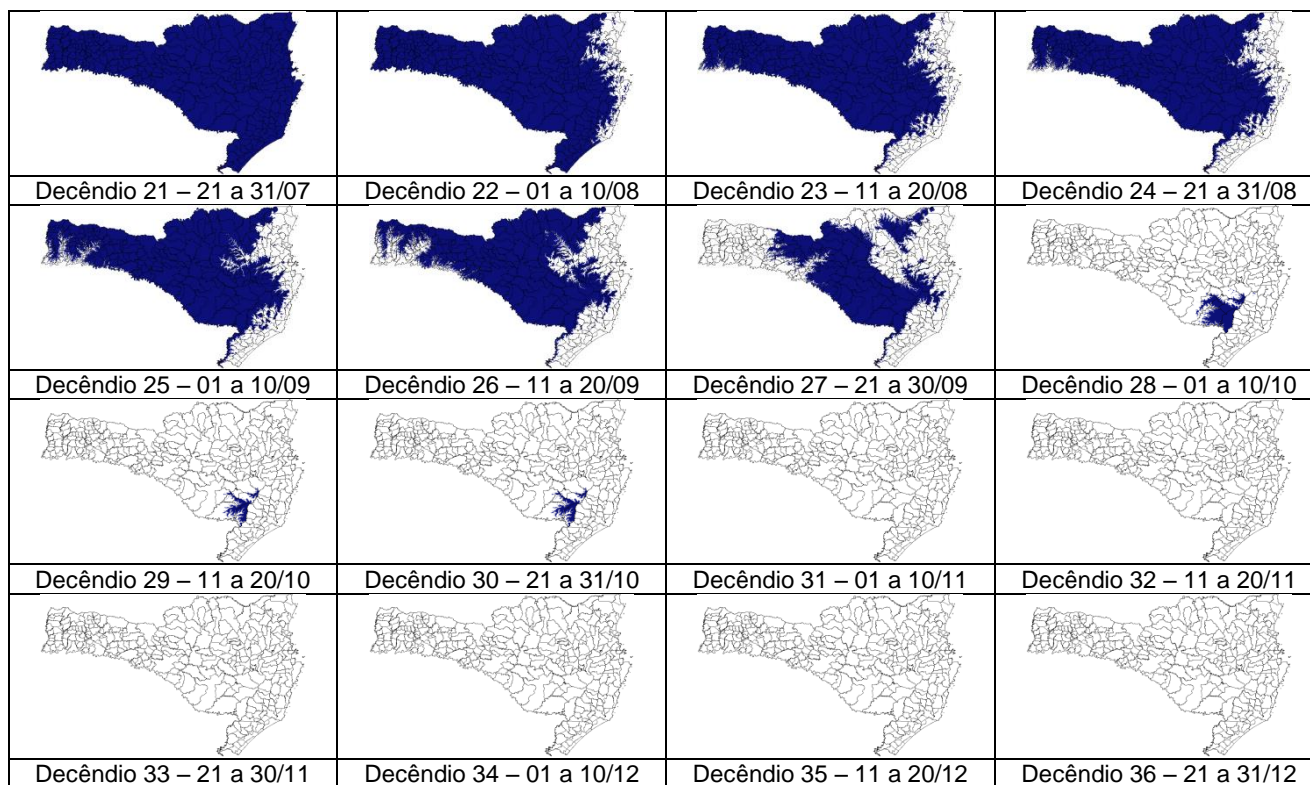 Decêndio 21 – 21 a 31/07
Decêndio 22 – 01 a 10/08
Decêndio 23 – 11 a 20/08
Decêndio 24 – 21 a 31/08
Decêndio 25 – 01 a 10/09
Decêndio 26 – 11 a 20/09
Decêndio 27 – 21 a 30/09
Decêndio 28 – 01 a 10/10
Decêndio 29 – 11 a 20/10
Decêndio 30 – 21 a 31/10
Decêndio 31 – 01 a 10/11
Decêndio 32 – 11 a 20/11
Decêndio 33 – 21 a 30/11
Decêndio 34 – 01 a 10/12
Decêndio 35 – 11 a 20/12
Decêndio 36 – 21 a 31/12